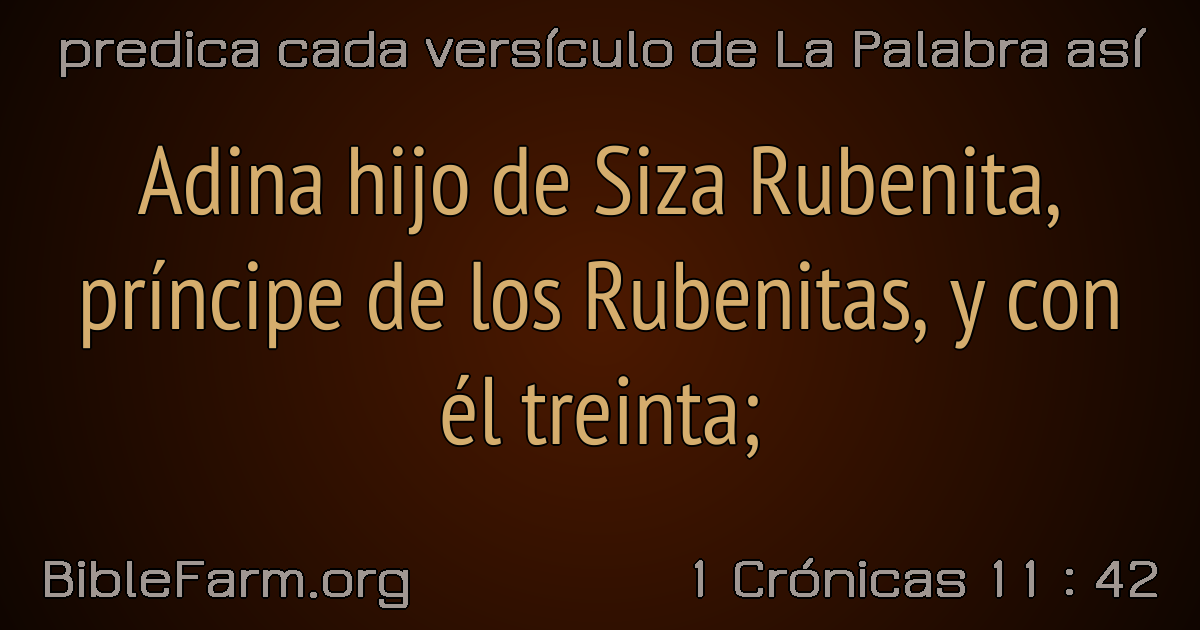 predica cada versículo de La Palabra así
Adina hijo de Siza Rubenita,
príncipe de los Rubenitas, y con
él treinta;
BibleFarm.org
1 Crónicas 11 : 42